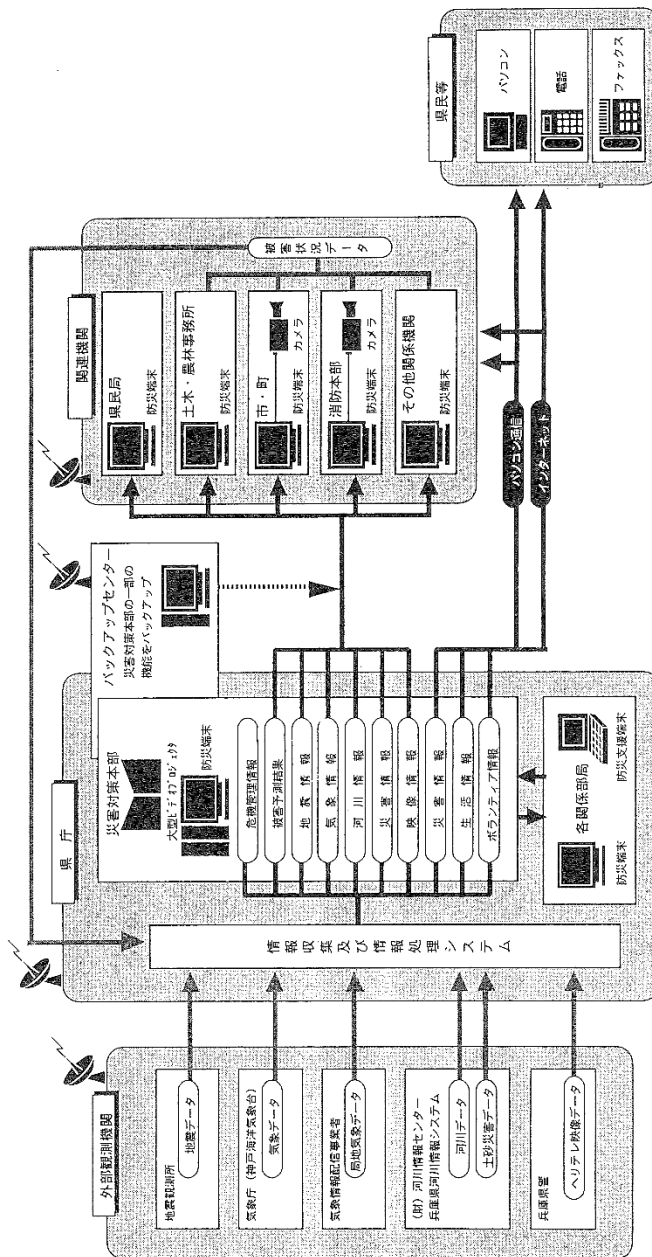 外部観測機関
地震観測所
地震データ
気象庁（神戸海洋気象台）
気象データ
気象情報配信事業者
局地気象データ
（財）河川情報センター
兵庫県河川情報システム
河川データ
土砂災害データ
兵庫県警
ヘリテレ映像データ
県庁
情報収集及び情報処理システム
災害対策本部
大型ﾋﾞﾃﾞｵﾌﾟﾛｼﾞｪｸﾀ
防災端末
危機管理情報
被害予測結果
地震情報
気象情報
河川情報
災害情報
映像情報
災害情報
生活情報
ボランティア情報
各関係部局
防災端末
防災支援端末
バックアップセンター
災害対策本部の一部の
機能をバックアップ
関連機関
県民局
防災端末
土木・農林事務所
防災端末
市・町
防災端末
カメラ
消防本部
防災端末
カメラ
その他関係機関
防災端末
被害状況データ
パソコン通信
インターネット
県民等
パソコン
電話
ファックス